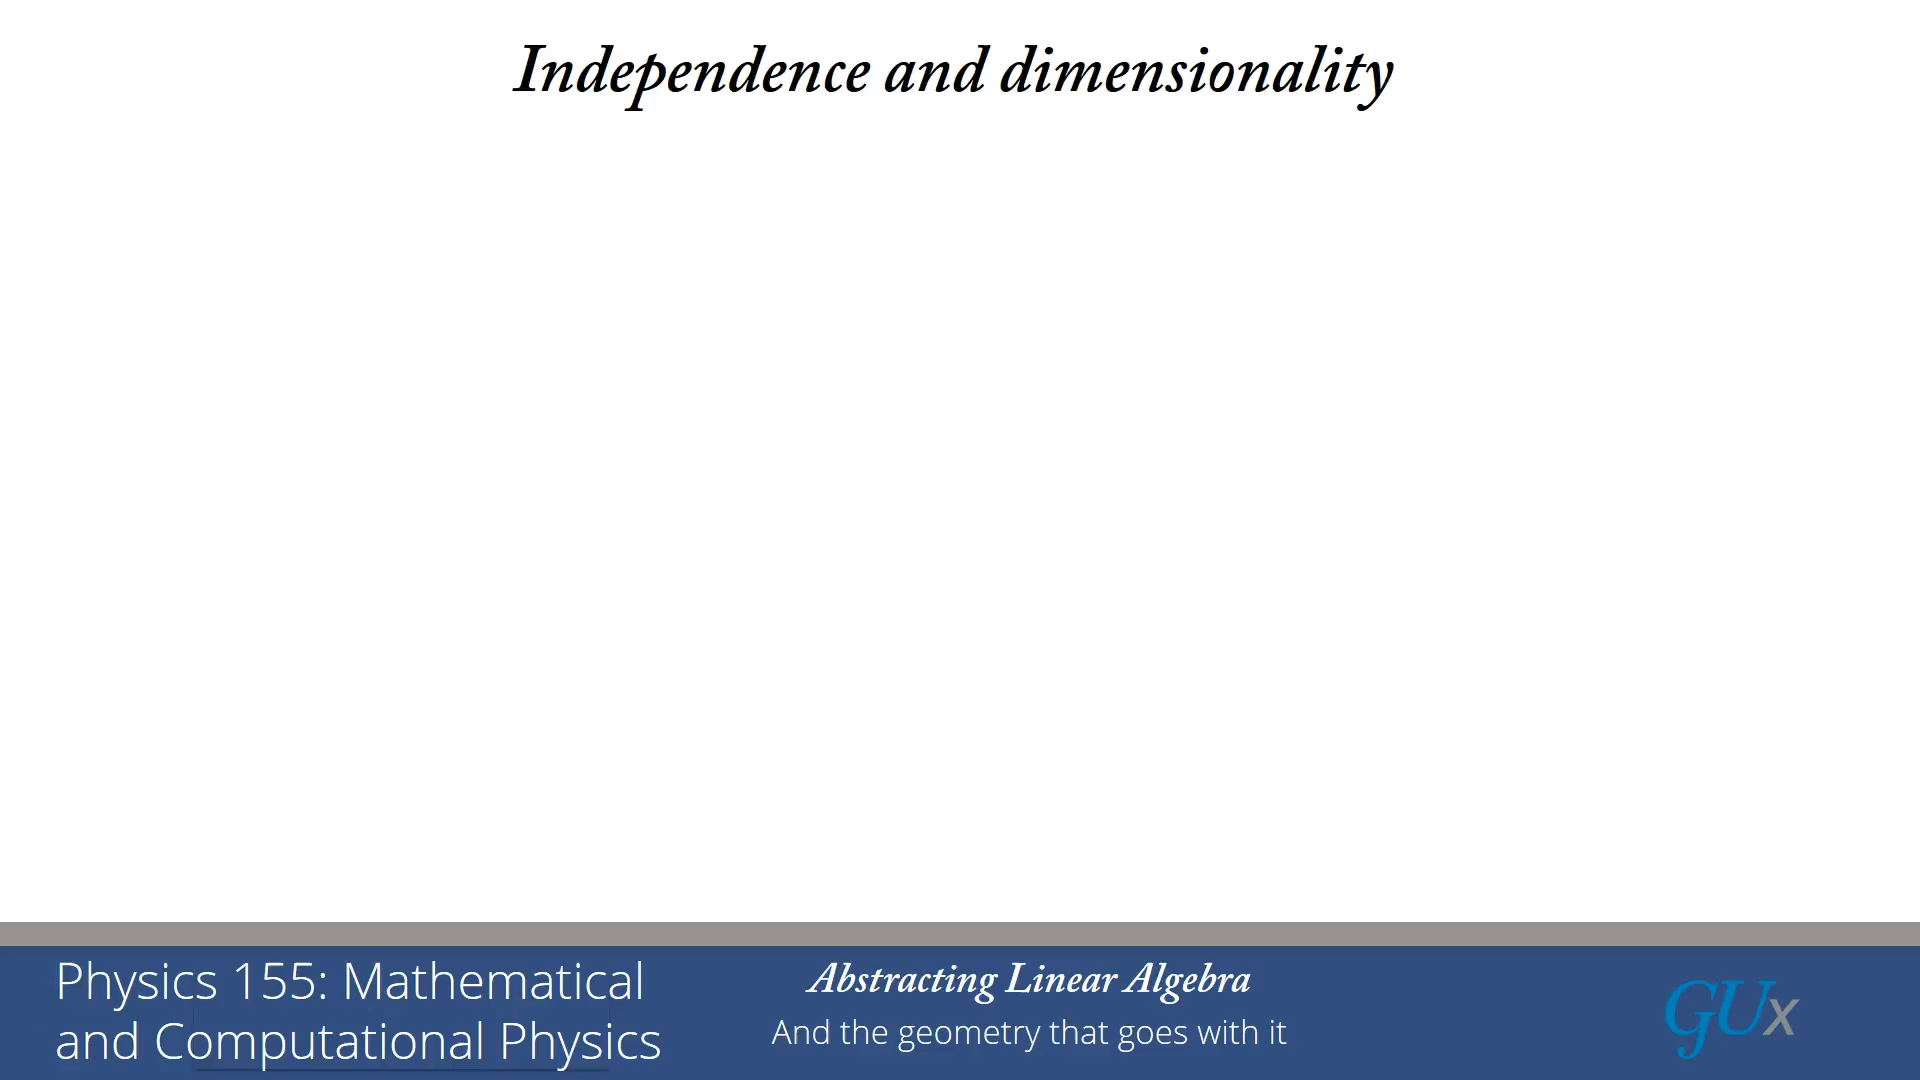 Independence and dimensionality
Physics 155: Mathematical
and Computational Physics
Abstracting Linear Algebra
And the geometry that goes with it
GUx